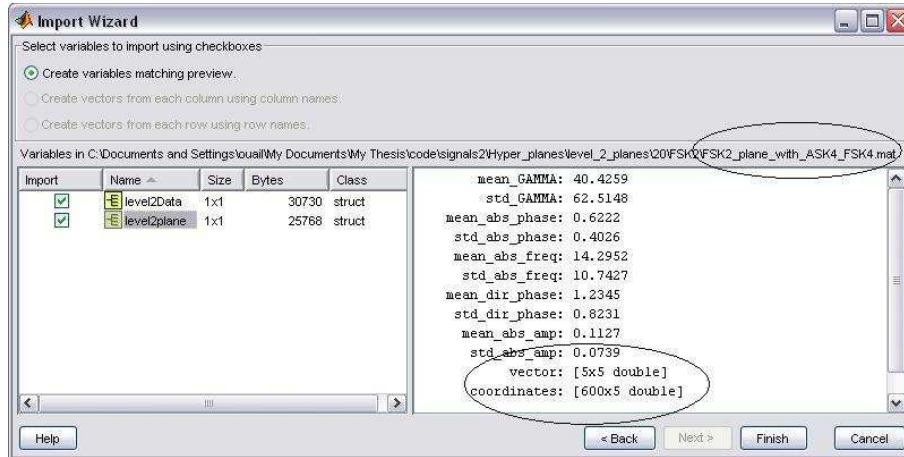 Import Wizard
Select variables to import using checkboxes
Create variables matching preview.
Create vectors from each column using column names.
Create vectors from each row using row names.
Variables in C:\Documents and Settings\ouail\My Documents\My Thesis\code\signals2\Hyper_planes\level_2_planes\20\FSK2\FSK2_plane_with_ASK4_FSK4.mat
Import Name Size Bytes Class
level2Data 1x1 30730 struct
level2plane 1x1 25768 struct
mean_GAMMA: 40.4259
std_GAMMA: 62.5148
mean_abs_phase: 0.6222
std_abs_phase: 0.4026
mean_abs_freq: 14.2952
std_abs_freq: 10.7427
mean_dir_phase: 1.2345
std_dir_phase: 0.8231
mean_abs_amp: 0.1127
std_abs_amp: 0.0739
vector: [5x5 double]
coordinates: [600x5 double]
Help < Back Next > Finish Cancel